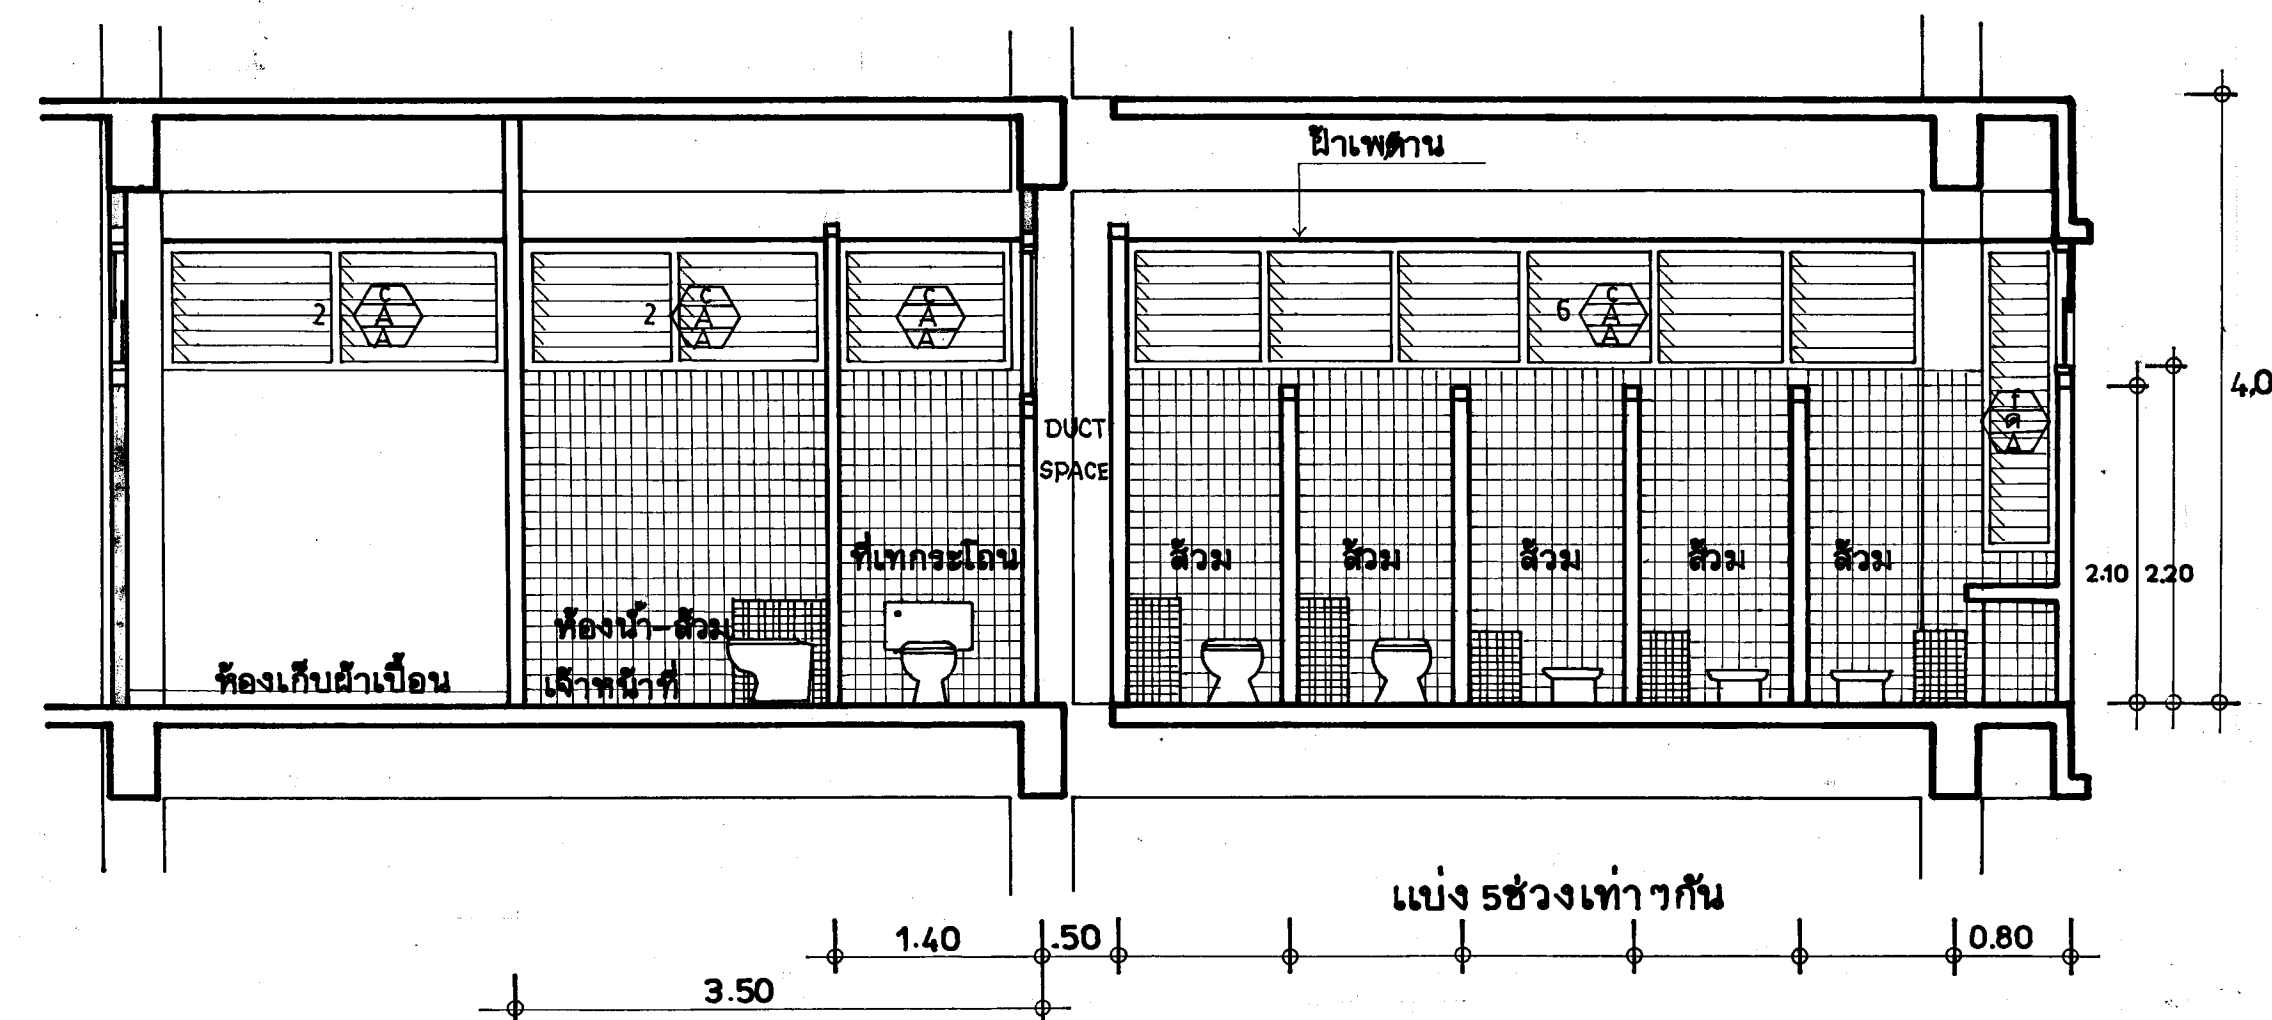 ฝ้าเพดาน
2
C
A
A
2
C
A
A
C
A
A
6
C
A
A
f
ค
A
4.0
DUCT
SPACE
ที่เทกระโถน
ส้วม
ส้วม
ส้วม
ส้วม
ส้วม
2.10
2.20
ห้องน้ำ-ส้วม
เจ้าหน้าที่
ห้องเก็บผ้าเปื้อน
แบ่ง 5ช่วงเท่าๆกัน
1.40
.50
0.80
3.50